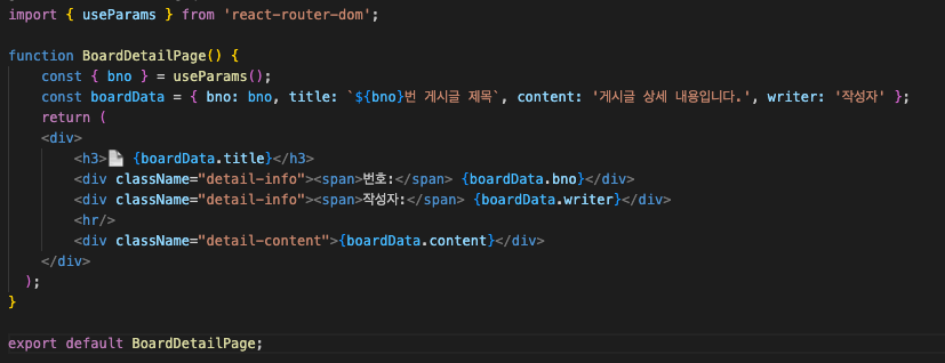 import { useParams } from 'react-router-dom';
function BoardDetailPage() {
const { bno } = useParams();
const boardData = { bno: bno, title: `${bno}번 게시글 제목`, content: '게시글 상세 내용입니다.', writer: '작성자' };
return (
<div>
<h3>📄 {boardData.title}</h3>
<div className="detail-info"><span>번호:</span> {boardData.bno}</div>
<div className="detail-info"><span>작성자:</span> {boardData.writer}</div>
<hr/>
<div className="detail-content">{boardData.content}</div>
</div>
);
}
export default BoardDetailPage;